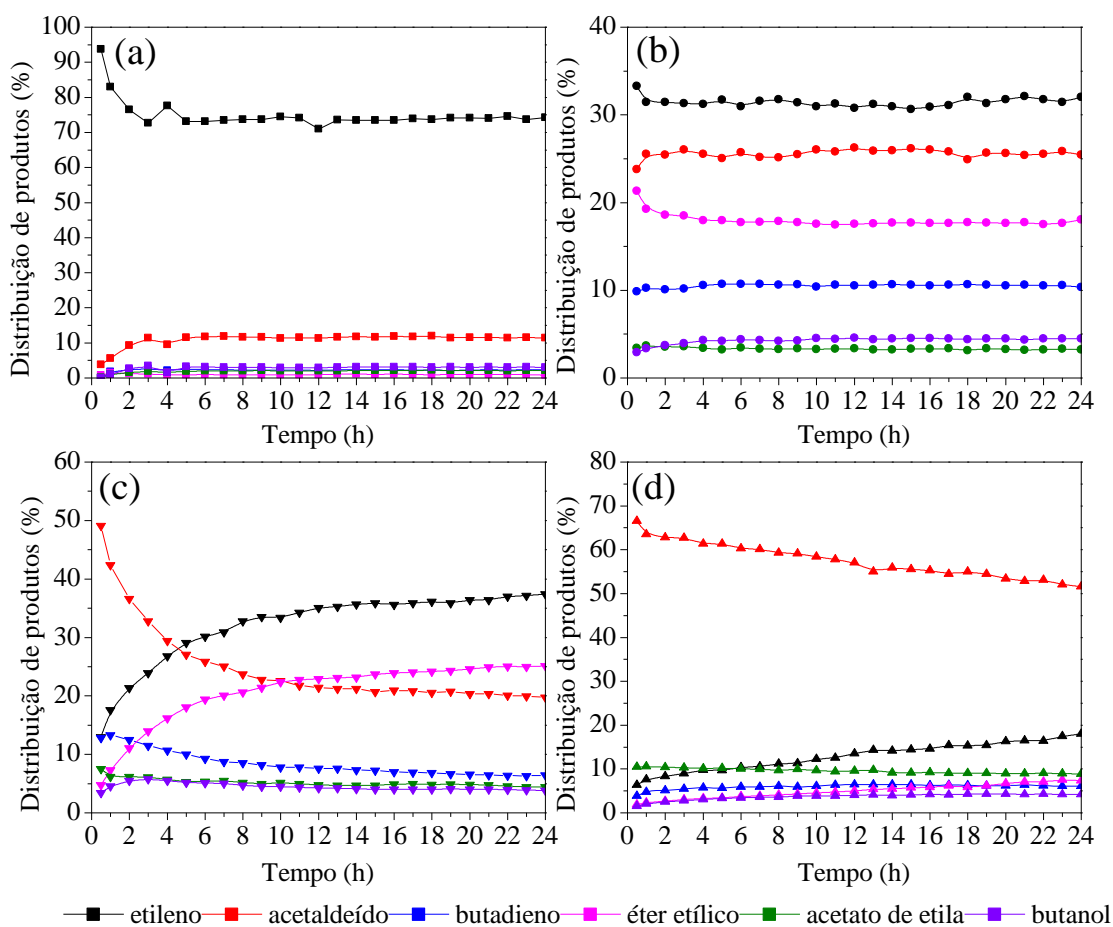 (a)
Distribuição de produtos (%)
100
90
80
70
60
50
40
30
20
10
0
0 2 4 6 8 10 12 14 16 18 20 22 24
Tempo (h)
(b)
Distribuição de produtos (%)
40
30
20
10
0
0 2 4 6 8 10 12 14 16 18 20 22 24
Tempo (h)
(c)
Distribuição de produtos (%)
60
50
40
30
20
10
0
0 2 4 6 8 10 12 14 16 18 20 22 24
Tempo (h)
(d)
Distribuição de produtos (%)
80
70
60
50
40
30
20
10
0
0 2 4 6 8 10 12 14 16 18 20 22 24
Tempo (h)
etileno acetaldeído butadieno éter etílico acetato de etila butanol